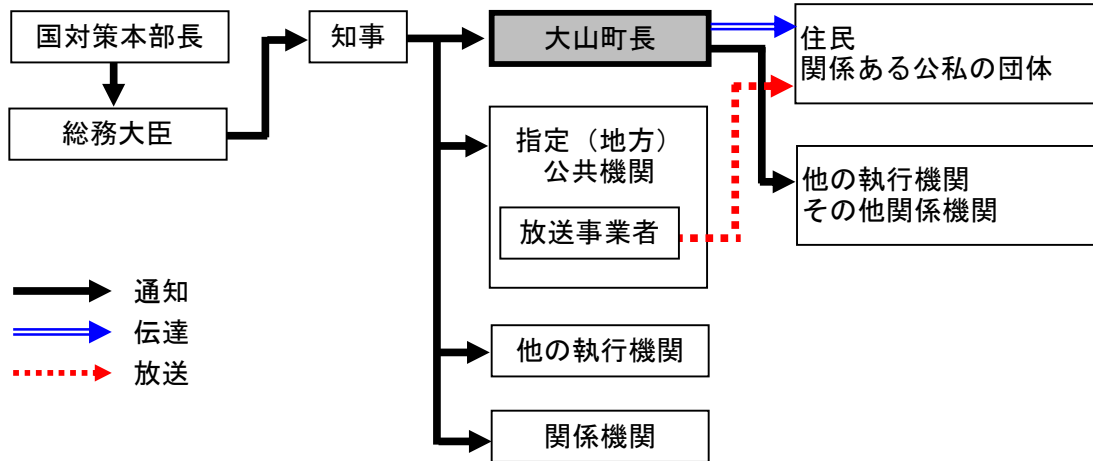 国対策本部長
総務大臣
知事
大山町長
住民
関係ある公私の団体
指定（地方）
公共機関
放送事業者
他の執行機関
その他関係機関
他の執行機関
関係機関
通知
伝達
放送